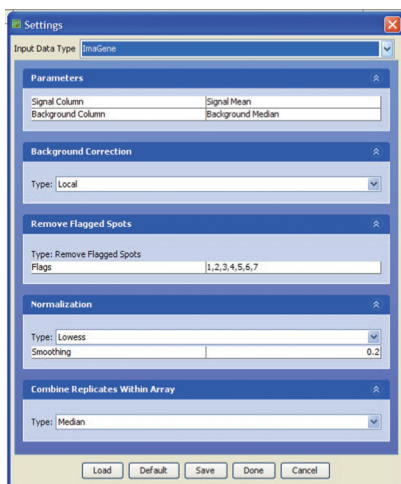 Settings
Input Data Type ImaGene
Parameters
Signal Column Signal Mean
Background Column Background Median
Background Correction
Type: Local
Remove Flagged Spots
Type: Remove Flagged Spots
Flags 1,2,3,4,5,6,7
Normalization
Type: Lowess
Smoothing 0.2
Combine Replicates Within Array
Type: Median
Load Default Save Done Cancel